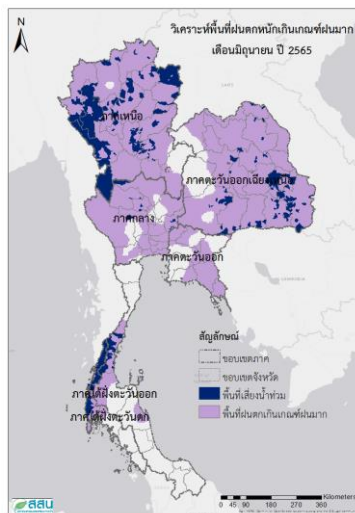 วิเคราะห์พื้นที่ฝนตกหนักเกินเกณฑ์ฝนมาก
เดือนมิถุนายน ปี 2565
N
ภาคเหนือ
ภาคตะวันออกเฉียงเหนือ
ภาคกลาง
ภาคตะวันออก
ภาคใต้ฝั่งตะวันออก
ภาคใต้ฝั่งตะวันตก
สัญลักษณ์
ขอบเขตภาค
ขอบเขตจังหวัด
พื้นที่เสี่ยงน้ำท่วม
พื้นที่ฝนตกเกินเกณฑ์ฝนมาก
Kilometers
0 45 90 180 270 360
สสน